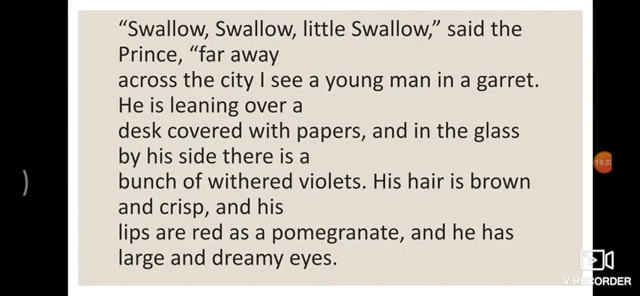 “Swallow, Swallow, little Swallow,” said the
Prince, “far away
across the city I see a young man in a garret.
He is leaning over a
desk covered with papers, and in the glass
by his side there is a
bunch of withered violets. His hair is brown
and crisp, and his
lips are red as a pomegranate, and he has
large and dreamy eyes.
V.RECORDER